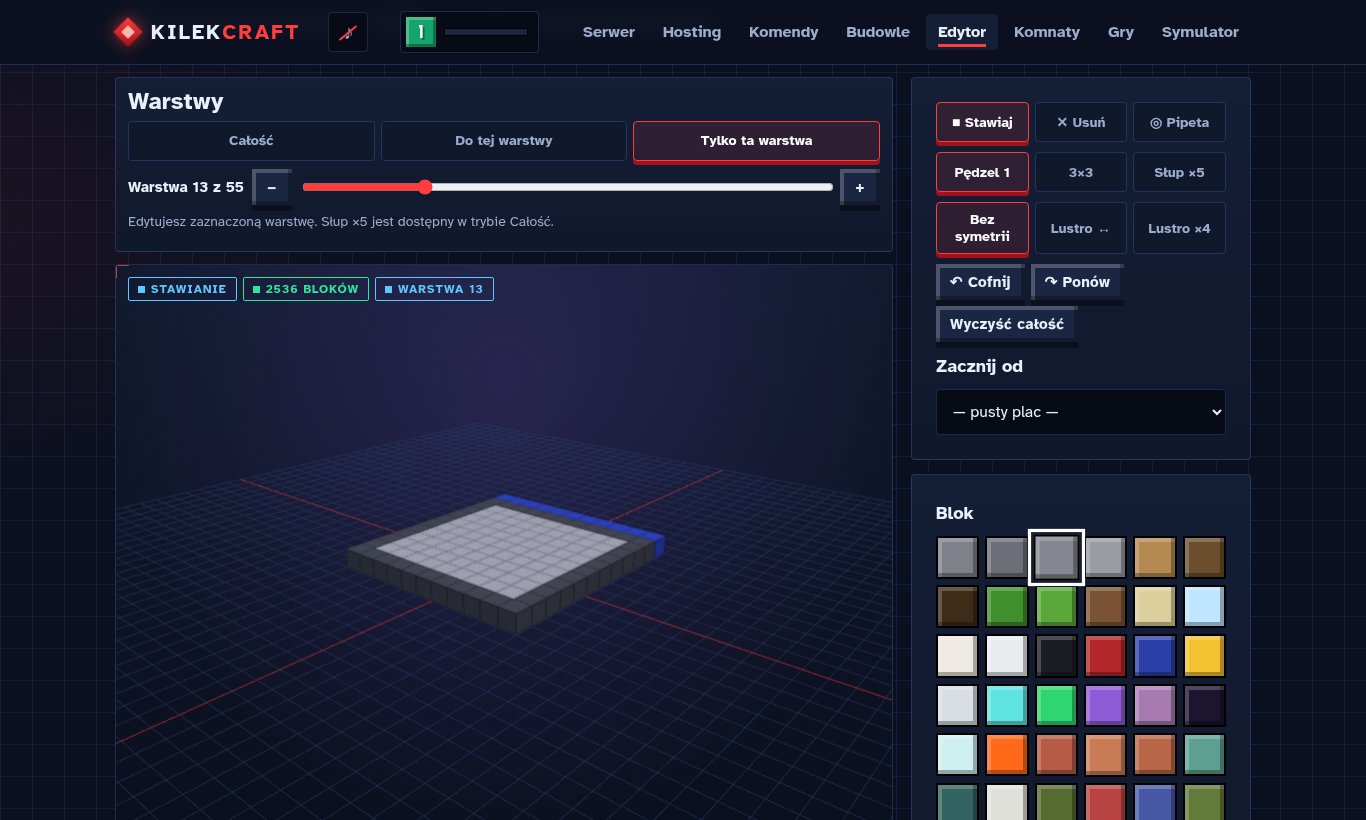 KILEKCRAFT
Serwer Hosting Komendy Budowle Edytor Komnaty Gry Symulator
Warstwy
Całość Do tej warstwy Tylko ta warstwa
Warstwa 13 z 55 − +
Edytujesz zaznaczoną warstwę. Słup ×5 jest dostępny w trybie Całość.
STAWIANIE 2536 BLOKÓW WARSTWA 13
■ Stawiaj ✕ Usuń ◎ Pipeta
Pędzel 1 3×3 Słup ×5
Bez symetrii Lustro ↔ Lustro ×4
↶ Cofnij ↷ Ponów
Wyczyść całość
Zacznij od
— pusty plac —
Blok